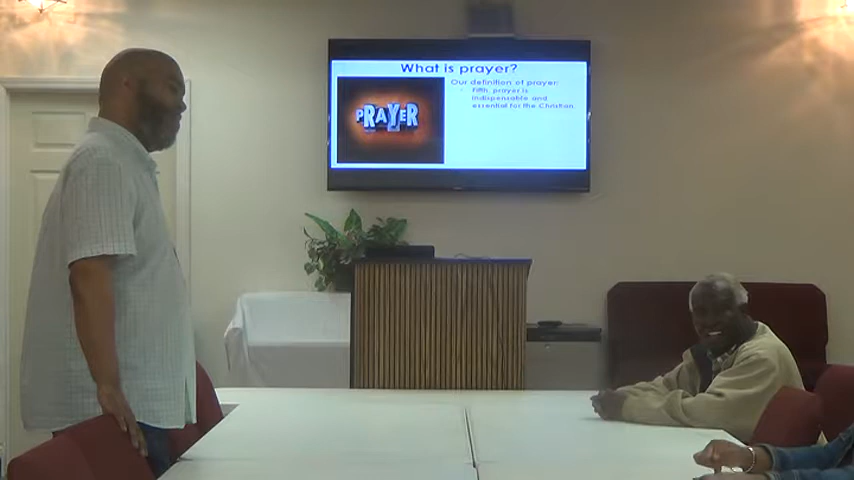 What is prayer?
Our definition of prayer:
• Fifth, prayer is
indispensable and
essential for the Christian.
PRAYER